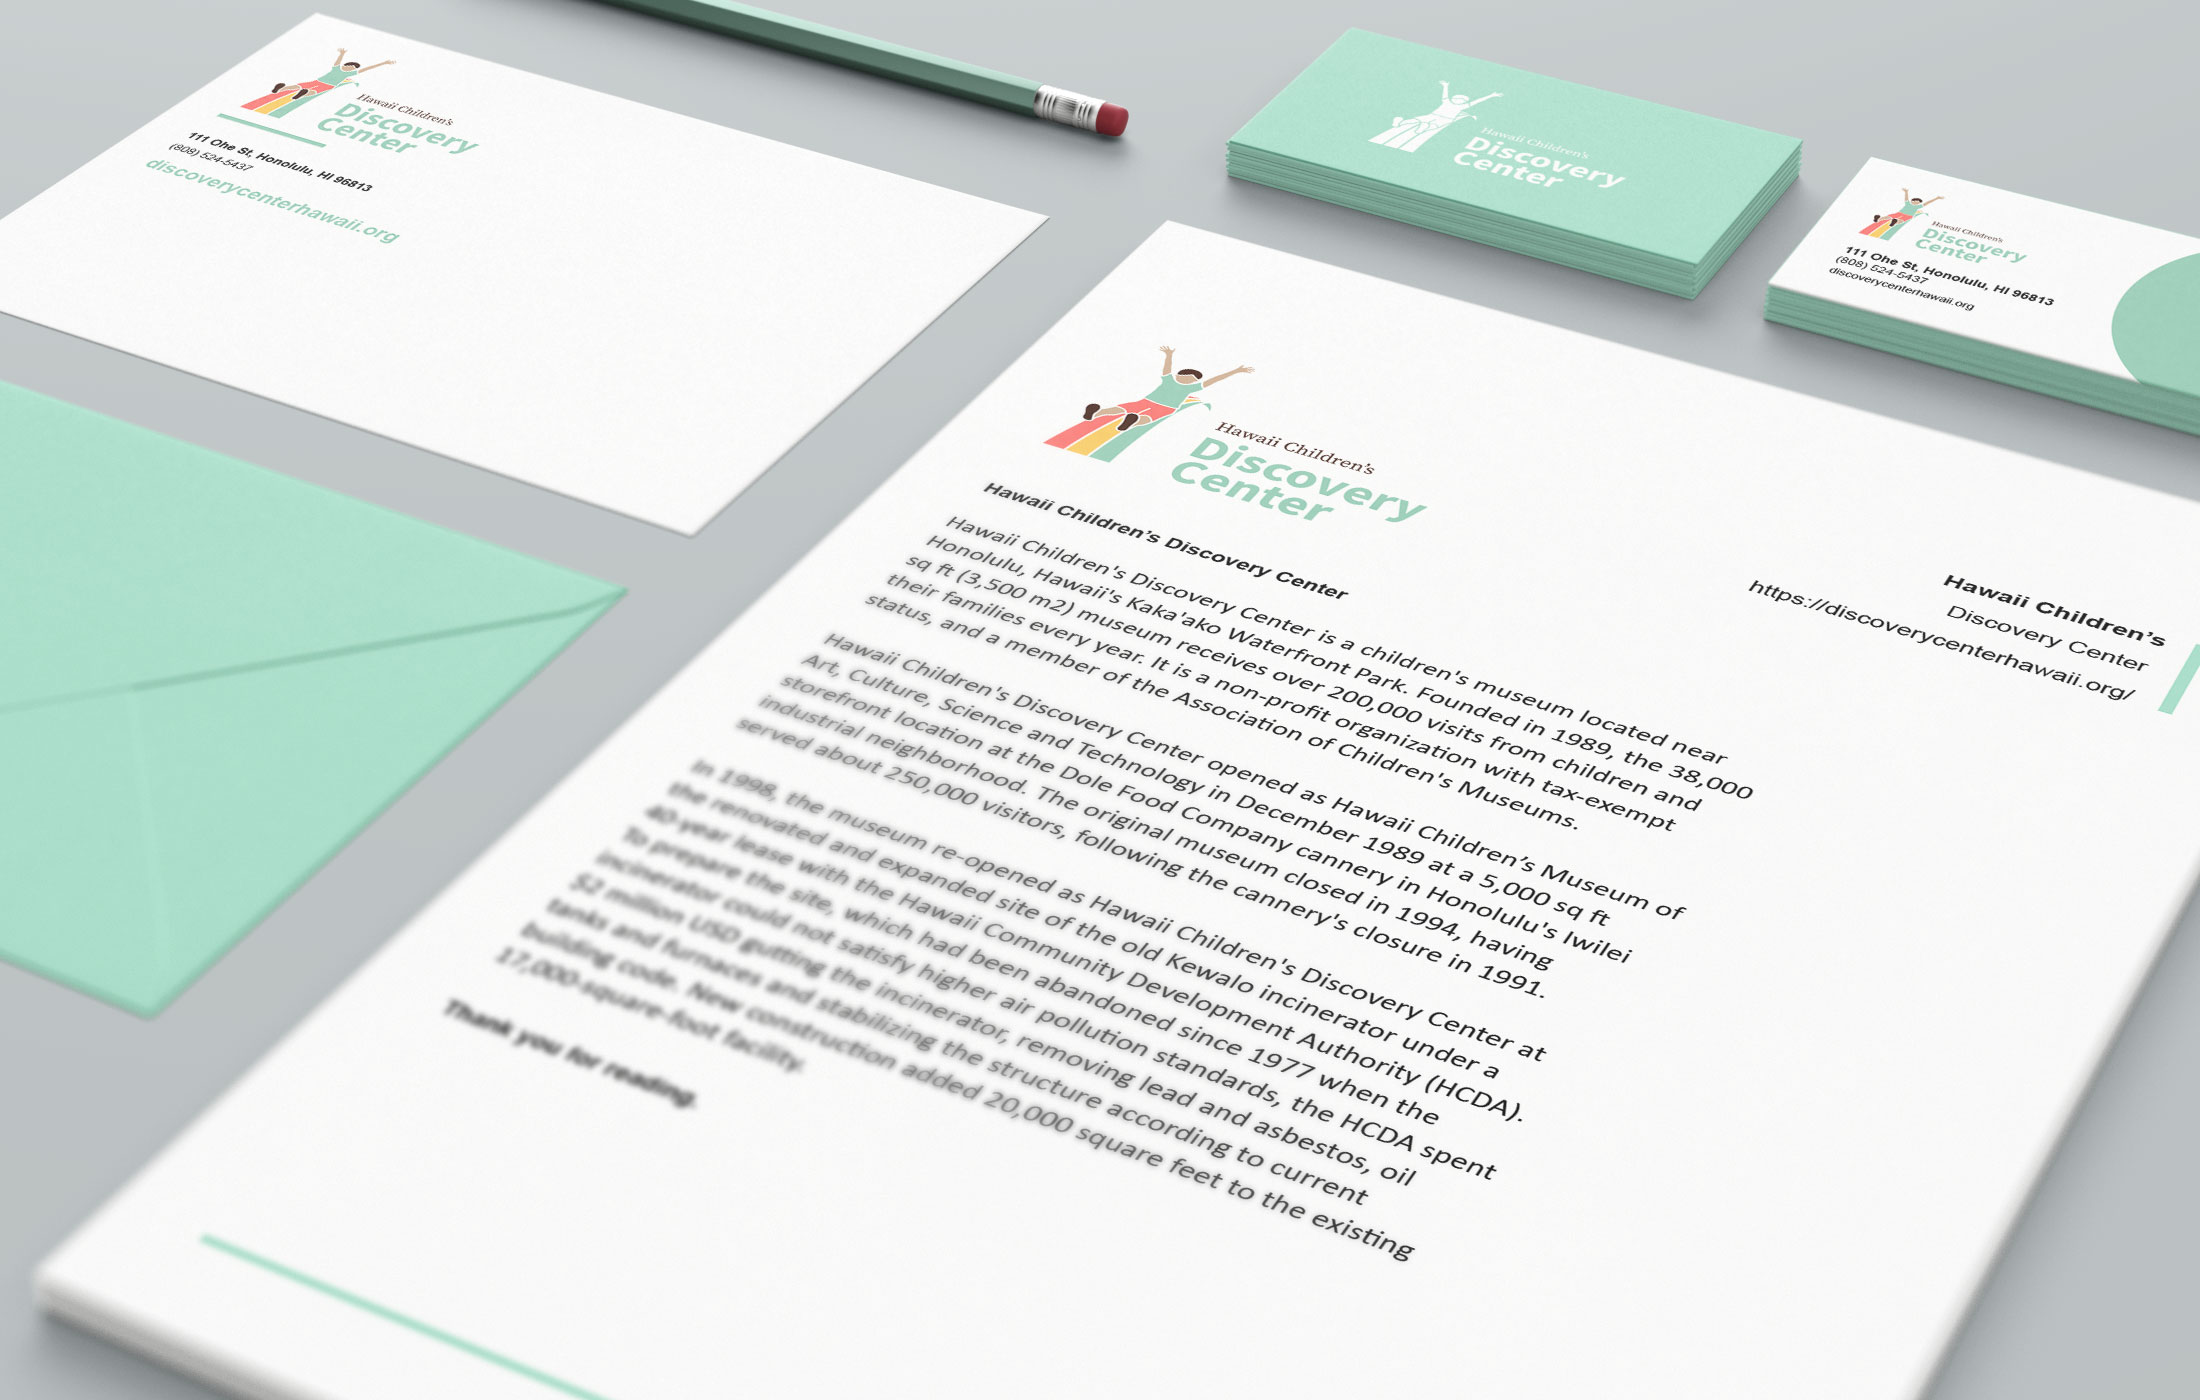 Hawaii Children's
Discovery
Center
111 Ohe St, Honolulu, HI 96813
(808) 524-5437
discoverycenterhawaii.org
Hawaii Children's
Discovery
Center
Hawaii Children's
Discovery
Center
111 Ohe St, Honolulu, HI 96813
(808) 524-5437
discoverycenterhawaii.org
Hawaii Children's
Discovery
Center
Hawaii Children's
Discovery Center
https://discoverycenterhawaii.org/
Hawaii Children's Discovery Center
Hawaii Children's Discovery Center is a children's museum located near
Honolulu, Hawaii's Kaka'ako Waterfront Park. Founded in 1989, the 38,000
sq ft (3,500 m2) museum receives over 200,000 visits from children and
their families every year. It is a non-profit organization with tax-exempt
status, and a member of the Association of Children's Museums.
Hawaii Children's Discovery Center opened as Hawaii Children's Museum of
Art, Culture, Science and Technology in December 1989 at a 5,000 sq ft
storefront location at the Dole Food Company cannery in Honolulu's Iwilei
industrial neighborhood. The original museum closed in 1994, having
served about 250,000 visitors, following the cannery's closure in 1991.
In 1998, the museum re-opened as Hawaii Children's Discovery Center at
the renovated and expanded site of the old Kewalo incinerator under a
40-year lease with the Hawaii Community Development Authority (HCDA).
To prepare the site, which had been abandoned since 1977 when the
incinerator could not satisfy higher air pollution standards, the HCDA spent
$2 million USD gutting the incinerator, removing lead and asbestos, oil
tanks and furnaces and stabilizing the structure according to current
building code. New construction added 20,000 square feet to the existing
17,000-square-foot facility.
Thank you for reading.